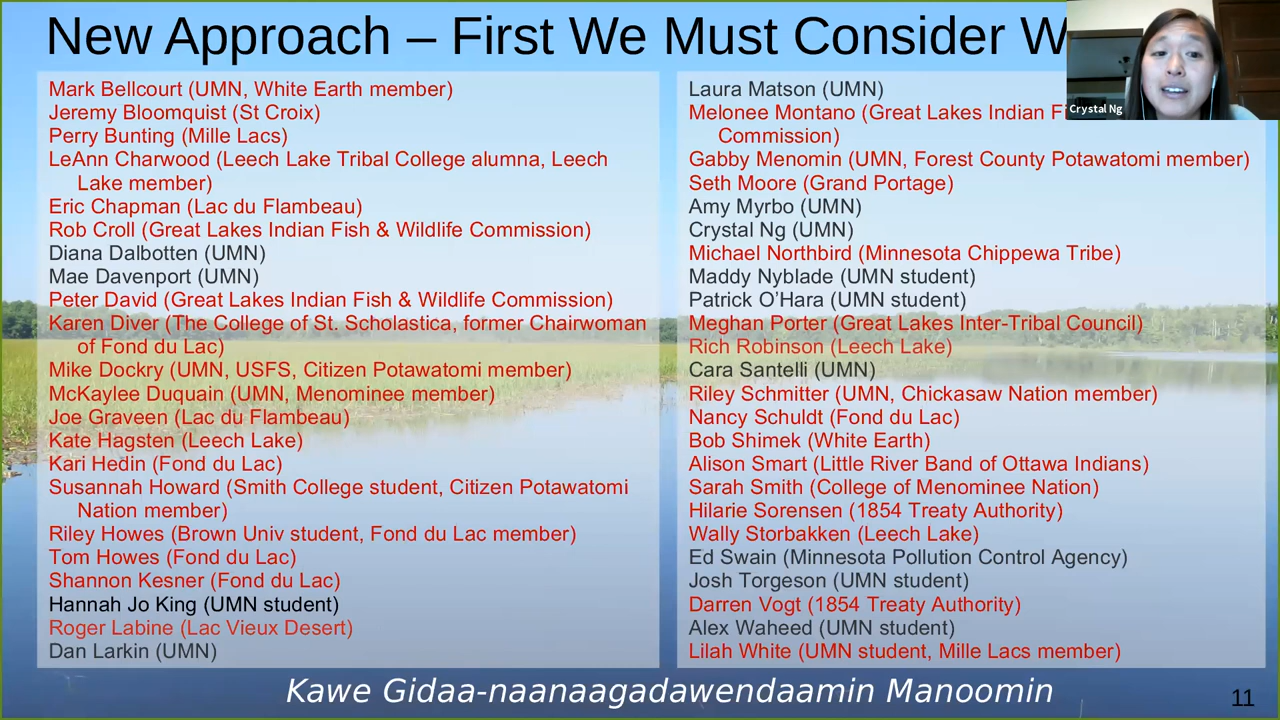 New Approach – First We Must Consider
Mark Bellcourt (UMN, White Earth member)
Jeremy Bloomquist (St Croix)
Perry Bunting (Mille Lacs)
LeAnn Charwood (Leech Lake Tribal College alumna, Leech
Lake member)
Eric Chapman (Lac du Flambeau)
Rob Croll (Great Lakes Indian Fish & Wildlife Commission)
Diana Dalbotten (UMN)
Mae Davenport (UMN)
Peter David (Great Lakes Indian Fish & Wildlife Commission)
Karen Diver (The College of St. Scholastica, former Chairwoman
of Fond du Lac)
Mike Dockry (UMN, USFS, Citizen Potawatomi member)
McKaylee Duquain (UMN, Menominee member)
Joe Graveen (Lac du Flambeau)
Kate Hagsten (Leech Lake)
Kari Hedin (Fond du Lac)
Susannah Howard (Smith College student, Citizen Potawatomi
Nation member)
Riley Howes (Brown Univ student, Fond du Lac member)
Tom Howes (Fond du Lac)
Shannon Kesner (Fond du Lac)
Hannah Jo King (UMN student)
Roger Labine (Lac Vieux Desert)
Dan Larkin (UMN)
Laura Matson (UMN)
Melonee Montano (Great Lakes Indian
Commission)
Gabby Menomin (UMN, Forest County Potawatomi member)
Seth Moore (Grand Portage)
Amy Myrbo (UMN)
Crystal Ng (UMN)
Michael Northbird (Minnesota Chippewa Tribe)
Maddy Nyblade (UMN student)
Patrick O’Hara (UMN student)
Meghan Porter (Great Lakes Inter-Tribal Council)
Rich Robinson (Leech Lake)
Cara Santelli (UMN)
Riley Schmitter (UMN, Chickasaw Nation member)
Nancy Schuldt (Fond du Lac)
Bob Shimek (White Earth)
Alison Smart (Little River Band of Ottawa Indians)
Sarah Smith (College of Menominee Nation)
Hilarie Sorensen (1854 Treaty Authority)
Wally Storbakken (Leech Lake)
Ed Swain (Minnesota Pollution Control Agency)
Josh Torgeson (UMN student)
Darren Vogt (1854 Treaty Authority)
Alex Waheed (UMN student)
Lilah White (UMN student, Mille Lacs member)
Crystal Ng
Kawe Gidaa-naanaagadawendaamin Manoomin
11